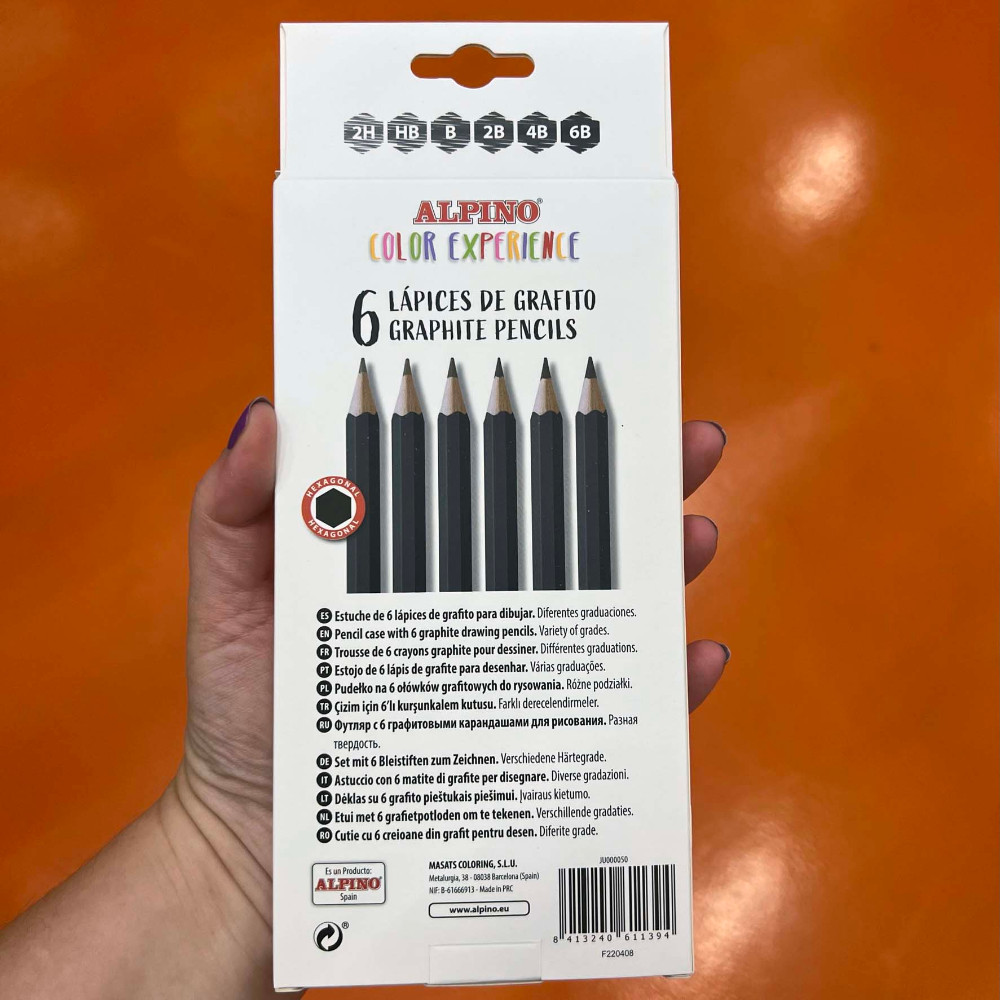 2H HB B 2B 4B 6B
ALPINO®
COLOR EXPERIENCE
6 LÁPICES DE GRAFITO
GRAPHITE PENCILS
HEXAGONAL
HEXAGONAL
ES Estuche de 6 lápices de grafito para dibujar. Diferentes graduaciones.
EN Pencil case with 6 graphite drawing pencils. Variety of grades.
FR Trousse de 6 crayons graphite pour dessiner. Différentes graduations.
PT Estojo de 6 lápis de grafite para desenhar. Várias graduações.
PL Pudełko na 6 ołówków grafitowych do rysowania. Różne podziałki.
TR Çizim için 6'lı kurşunkalem kutusu. Farklı derecelendirmeler.
RU Футляр с 6 графитовыми карандашами для рисования. Разная
твердость.
DE Set mit 6 Bleistiften zum Zeichnen. Verschiedene Härtegrade.
IT Astuccio con 6 matite di grafite per disegnare. Diverse gradazioni.
LT Dėklas su 6 grafito pieštukais piešimui. Įvairaus kietumo.
NL Etui met 6 grafietpotloden om te tekenen. Verschillende gradaties.
RO Cutie cu 6 creioane din grafit pentru desen. Diferite grade.
Es un Producto:
ALPINO®
Spain
MASATS COLORING, S.L.U.
Metalurgia, 38 - 08038 Barcelona (Spain)
NIF: B-61666913 - Made in PRC
www.alpino.eu
®
JU000050
8 413240 611394
F220408